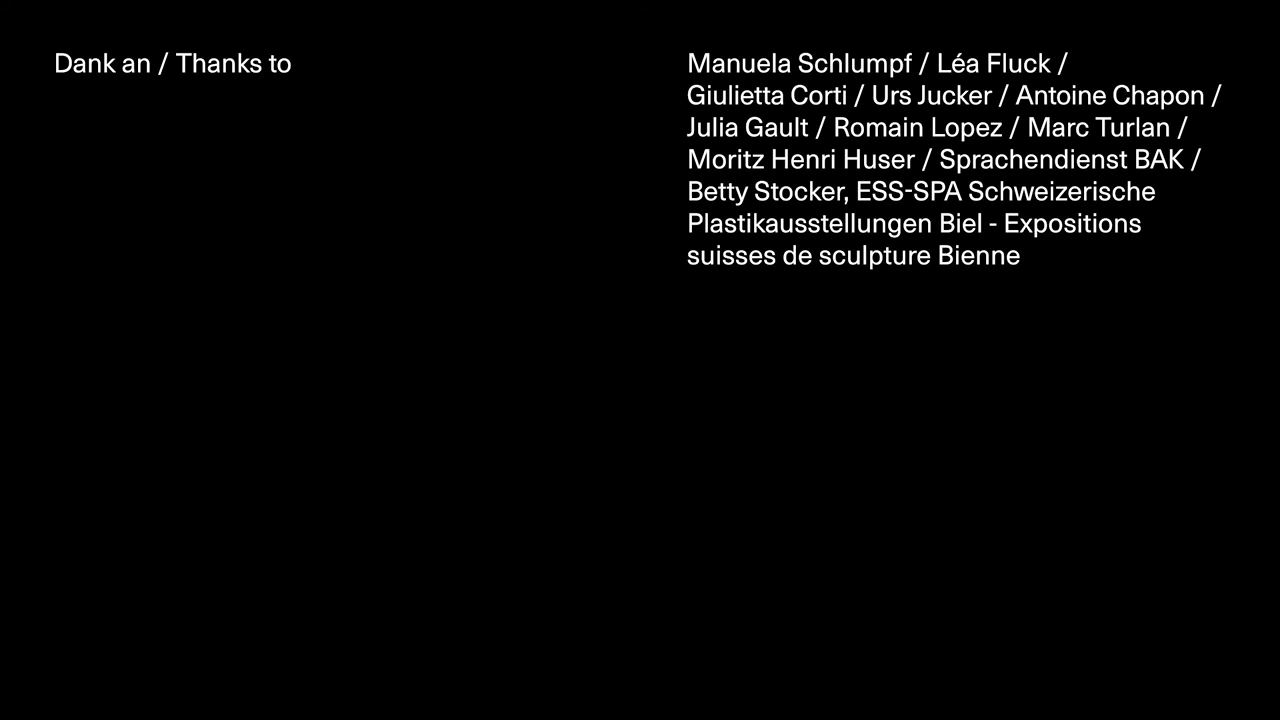 Dank an / Thanks to
Manuela Schlumpf / Léa Fluck /
Giulietta Corti / Urs Jucker / Antoine Chapon /
Julia Gault / Romain Lopez / Marc Turlan /
Moritz Henri Huser / Sprachendienst BAK /
Betty Stocker, ESS-SPA Schweizerische
Plastikausstellungen Biel - Expositions
suisses de sculpture Bienne